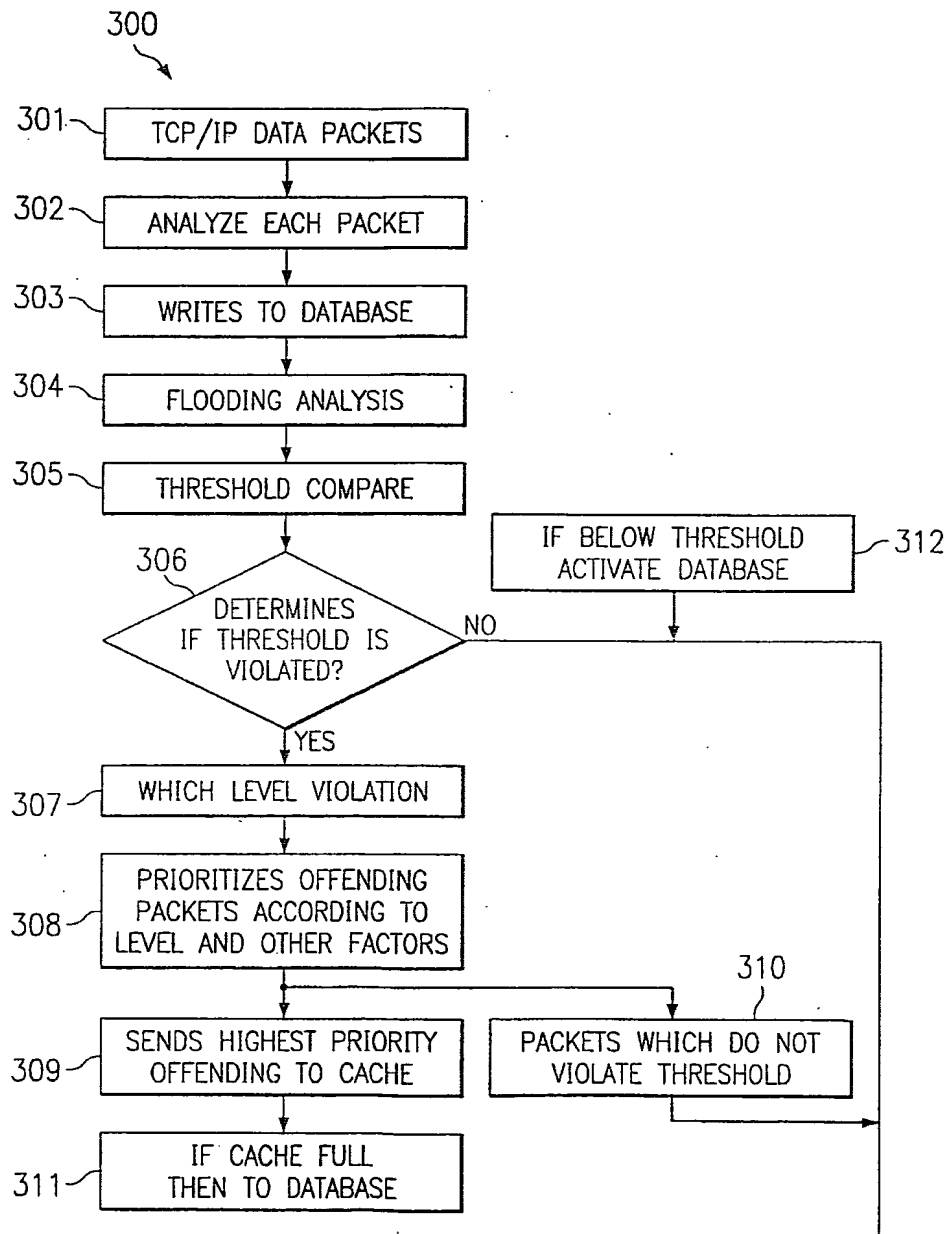 300
301
TCP/IP DATA PACKETS
302
ANALYZE EACH PACKET
303
WRITES TO DATABASE
304
FLOODING ANALYSIS
305
THRESHOLD COMPARE
IF BELOW THRESHOLD
ACTIVATE DATABASE
312
306
DETERMINES
IF THRESHOLD IS
VIOLATED?
NO
YES
307
WHICH LEVEL VIOLATION
308
PRIORITIZES OFFENDING
PACKETS ACCORDING TO
LEVEL AND OTHER FACTORS
310
309
SENDS HIGHEST PRIORITY
OFFENDING TO CACHE
PACKETS WHICH DO NOT
VIOLATE THRESHOLD
311
IF CACHE FULL
THEN TO DATABASE